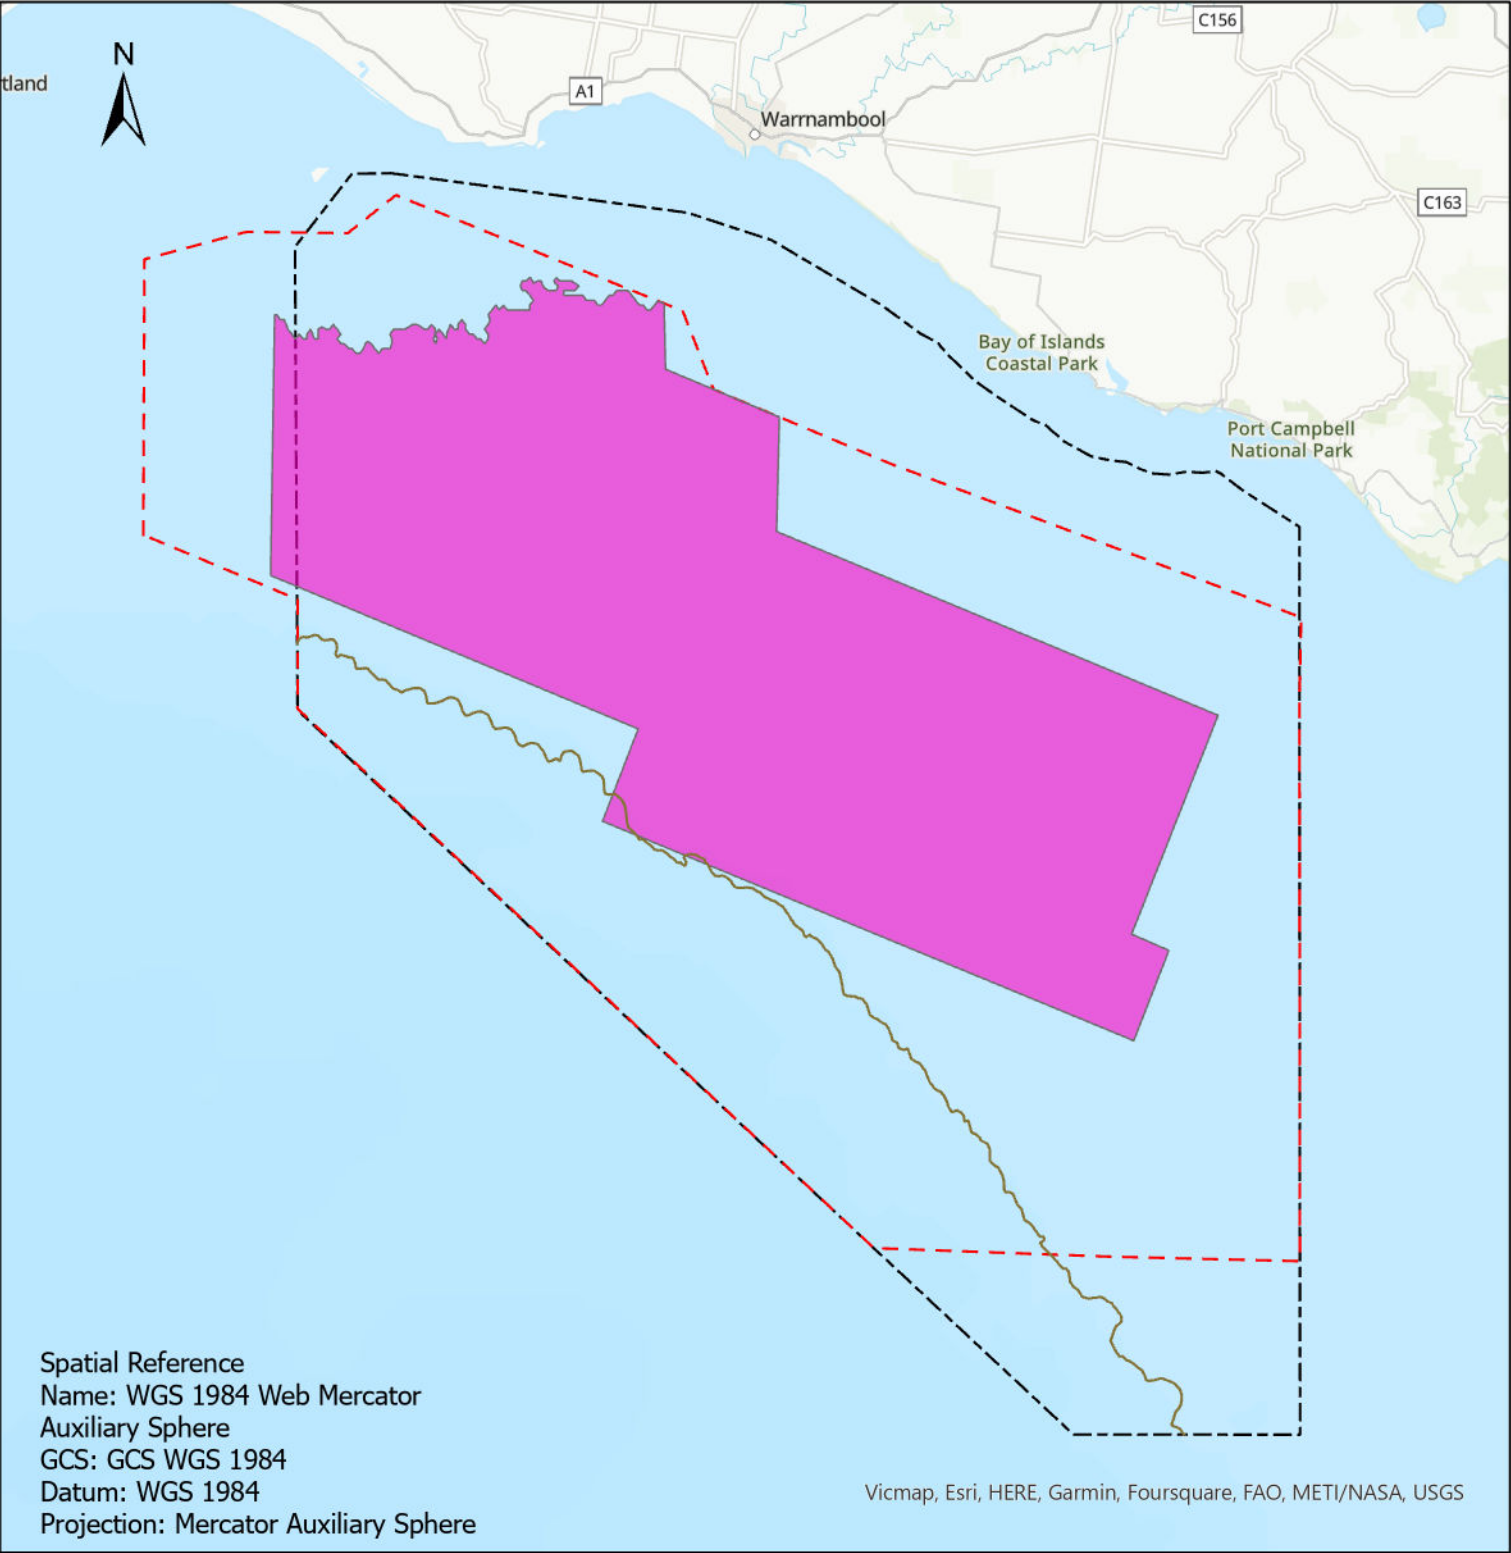 C156
N
tland
A1
Warrnambool
C163
Bay of Islands
Coastal Park
Port Campbell
National Park
Spatial Reference
Name: WGS 1984 Web Mercator
Auxiliary Sphere
GCS: GCS WGS 1984
Datum: WGS 1984
Projection: Mercator Auxiliary Sphere
Vicmap, Esri, HERE, Garmin, Foursquare, FAO, METI/NASA, USGS